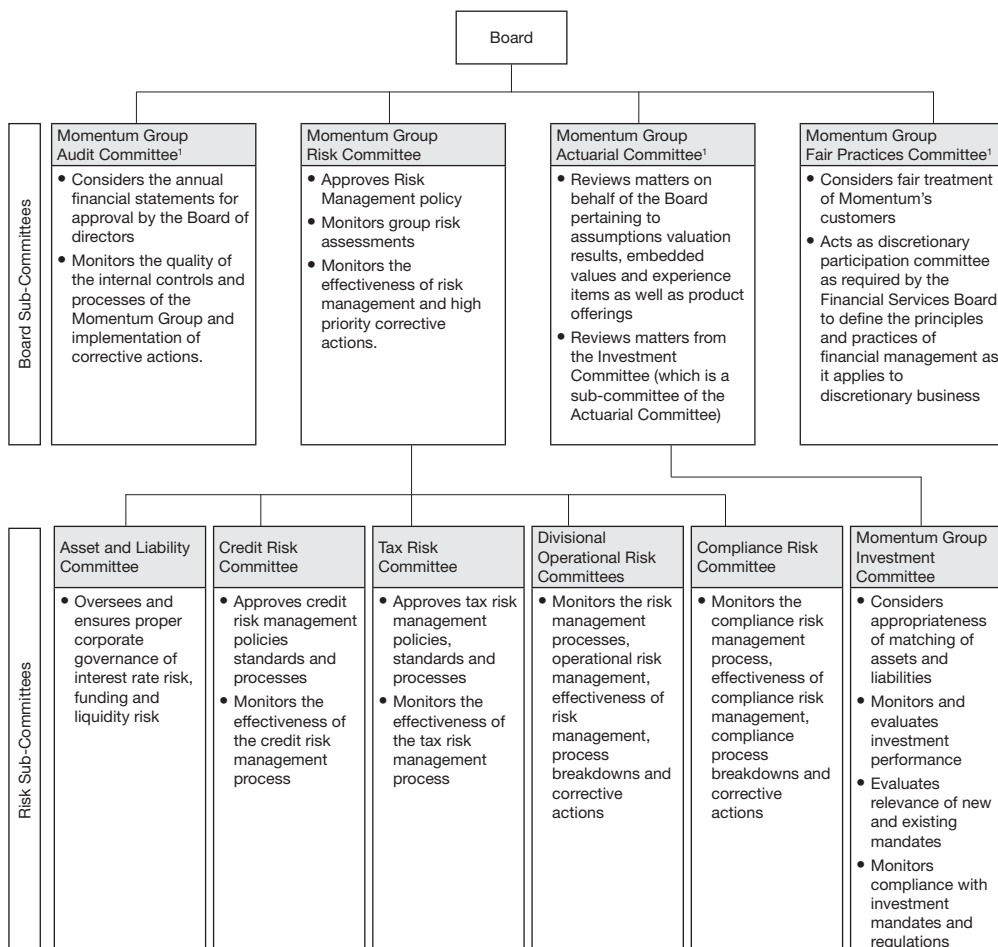 Board
Board Sub-Committees
Momentum Group
Audit Committee¹
• Considers the annual
financial statements for
approval by the Board of
directors
• Monitors the quality of
the internal controls and
processes of the
Momentum Group and
implementation of
corrective actions.
Momentum Group
Risk Committee
• Approves Risk
Management policy
• Monitors group risk
assessments
• Monitors the
effectiveness of risk
management and high
priority corrective
actions.
Momentum Group
Actuarial Committee¹
• Reviews matters on
behalf of the Board
pertaining to
assumptions valuation
results, embedded
values and experience
items as well as product
offerings
• Reviews matters from
the Investment
Committee (which is a
sub-committee of the
Actuarial Committee)
Momentum Group
Fair Practices Committee¹
• Considers fair treatment
of Momentum's
customers
• Acts as discretionary
participation committee
as required by the
Financial Services Board
to define the principles
and practices of
financial management as
it applies to
discretionary business
Risk Sub-Committees
Asset and Liability
Committee
• Oversees and
ensures proper
corporate
governance of
interest rate risk,
funding and
liquidity risk
Credit Risk
Committee
• Approves credit
risk management
policies
standards and
processes
• Monitors the
effectiveness of
the credit risk
management
process
Tax Risk
Committee
• Approves tax risk
management
policies,
standards and
processes
• Monitors the
effectiveness of
the tax risk
management
process
Divisional
Operational Risk
Committees
• Monitors the risk
management
processes,
operational risk
management,
effectiveness of
risk
management,
process
breakdowns and
corrective
actions
Compliance Risk
Committee
• Monitors the
compliance risk
management
process,
effectiveness of
compliance risk
management,
compliance
process
breakdowns and
corrective
actions
Momentum Group
Investment
Committee
• Considers
appropriateness
of matching of
assets and
liabilities
• Monitors and
evaluates
investment
performance
• Evaluates
relevance of new
and existing
mandates
• Monitors
compliance with
investment
mandates and
regulations